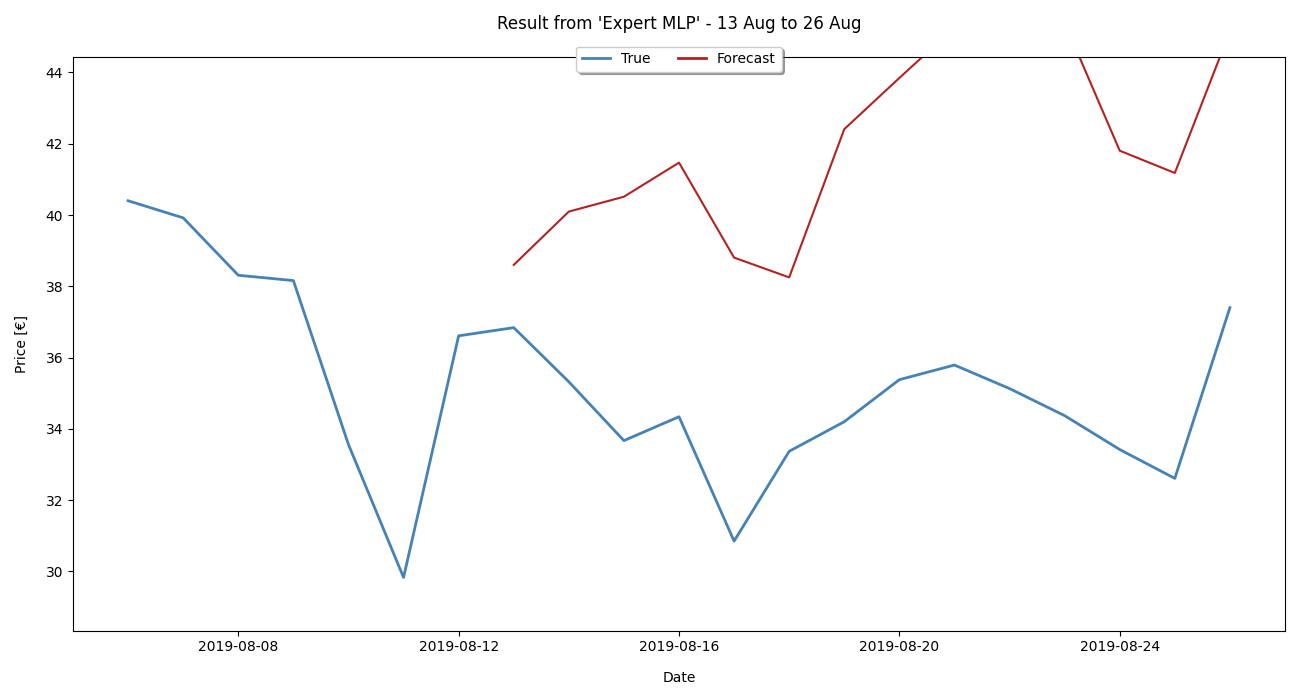 Result from 'Expert MLP' - 13 Aug to 26 Aug
True Forecast
44
42
40
38
36
34
32
30
Price [€]
2019-08-08 2019-08-12 2019-08-16 2019-08-20 2019-08-24
Date